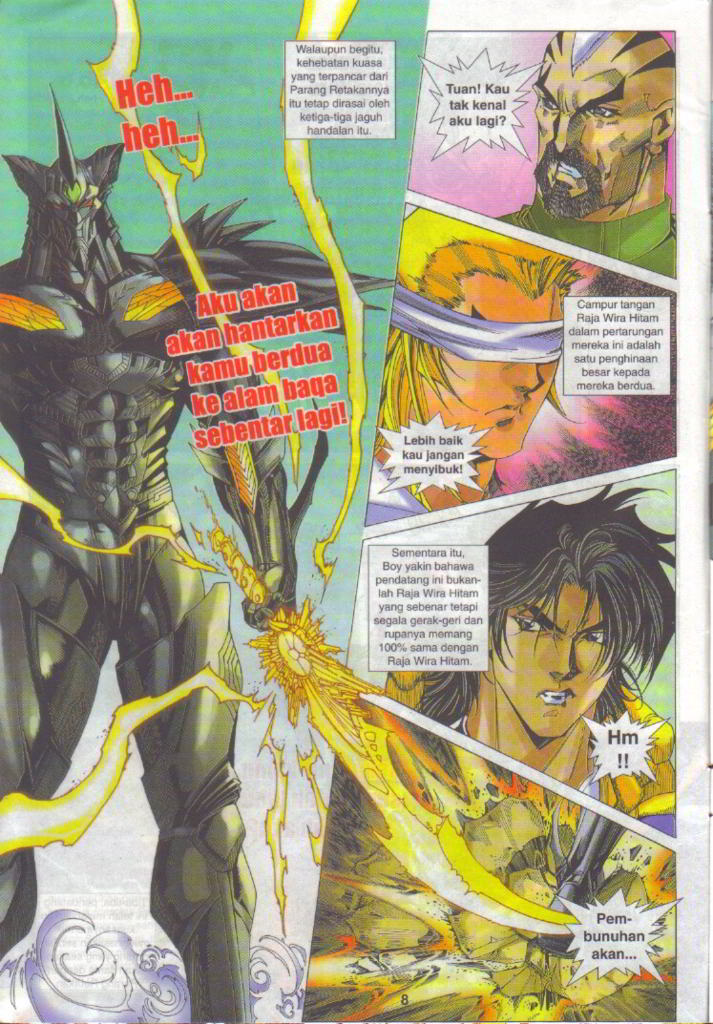 Heh...
heh...
Walaupun begitu,
kehebatan kuasa
yang terpancar dari
Parang Retakannya
itu tetap dirasai oleh
ketiga-tiga jaguh
handalan itu.
Aku akan
akan hantarkan
kamu berdua
ke alam baqa
sebentar lagi!
Tuan! Kau
tak kenal
aku lagi?
Campur tangan
Raja Wira Hitam
dalam pertarungan
mereka ini adalah
satu penghinaan
besar kepada
mereka berdua.
Lebih baik
kau jangan
menyibuk!
Sementara itu,
Boy yakin bahawa
pendatang ini bukan-
lah Raja Wira Hitam
yang sebenar tetapi
segala gerak-geri dan
rupanya memang
100% sama dengan
Raja Wira Hitam.
Hm
!!
Pem-
bunuhan
akan...
8